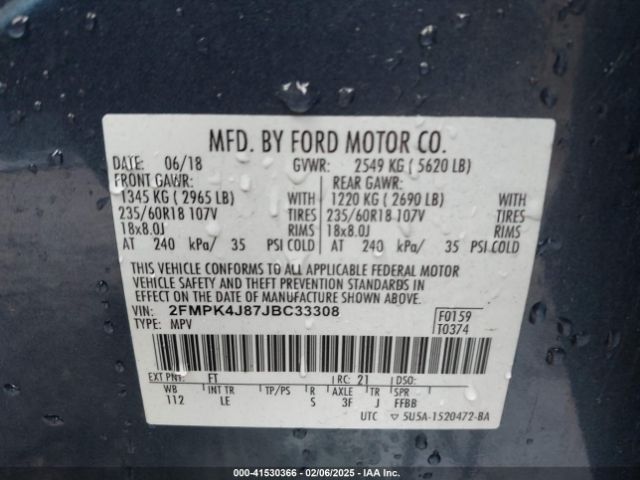 MFD. BY FORD MOTOR CO.
DATE: 06/18 GVWR: 2549 KG ( 5620 LB)
FRONT GAWR: REAR GAWR:
1345 KG ( 2965 LB) WITH 1220 KG ( 2690 LB) WITH
235/60R18 107V TIRES 235/60R18 107V TIRES
18x8.0J RIMS 18x8.0J RIMS
AT 240 kPa/ 35 PSI COLD AT 240 kPa/ 35 PSI COLD
THIS VEHICLE CONFORMS TO ALL APPLICABLE FEDERAL MOTOR
VEHICLE SAFETY AND THEFT PREVENTION STANDARDS IN
EFFECT ON THE DATE OF MANUFACTURE SHOWN ABOVE.
VIN: 2FMPK4J87JBC33308 F0159
TYPE: MPV T0374
EXT PNT: FT RC: 21 DSO:
WB INT TR TP/PS R AXLE TR SPR
112 LE S 3F J FFBB
UTC 5U5A-1520472-BA
000-41530366 - 02/06/2025 - IAA Inc.